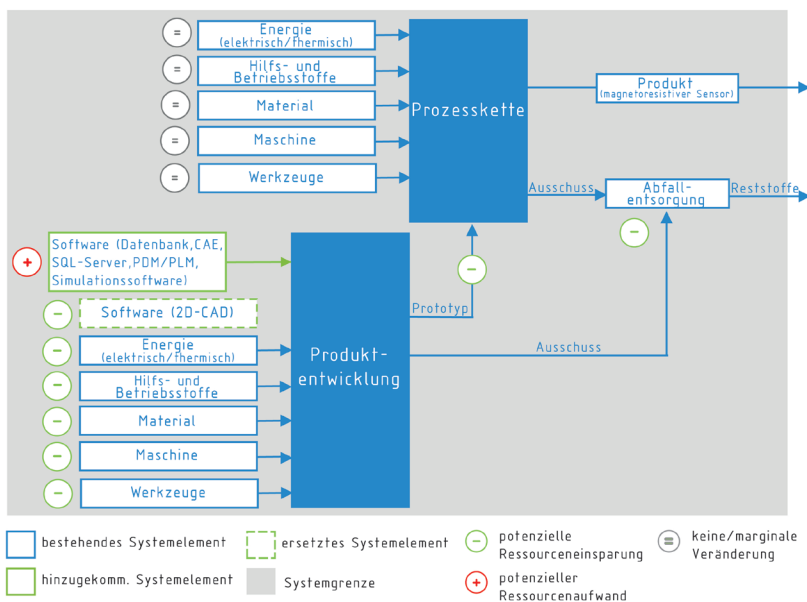 =
Energie
(elektrisch/thermisch)
=
Hilfs- und
Betriebsstoffe
=
Material
=
Maschine
=
Werkzeuge
Prozesskette
Produkt
(magnetoresistiver Sensor)
Ausschuss
Abfall-
entsorgung
Reststoffe
-
+
Software (Datenbank,CAE,
SQL-Server,PDM/PLM,
Simulationssoftware)
-
Software (2D-CAD)
-
Energie
(elektrisch/thermisch)
-
Hilfs- und
Betriebsstoffe
-
Material
-
Maschine
-
Werkzeuge
Produkt-
entwicklung
-
Prototyp
Ausschuss
bestehendes Systemelement
hinzugekomm. Systemelement
ersetztes Systemelement
Systemgrenze
-
potenzielle
Ressourceneinsparung
+
potenzieller
Ressourcenaufwand
=
keine/marginale
Veränderung